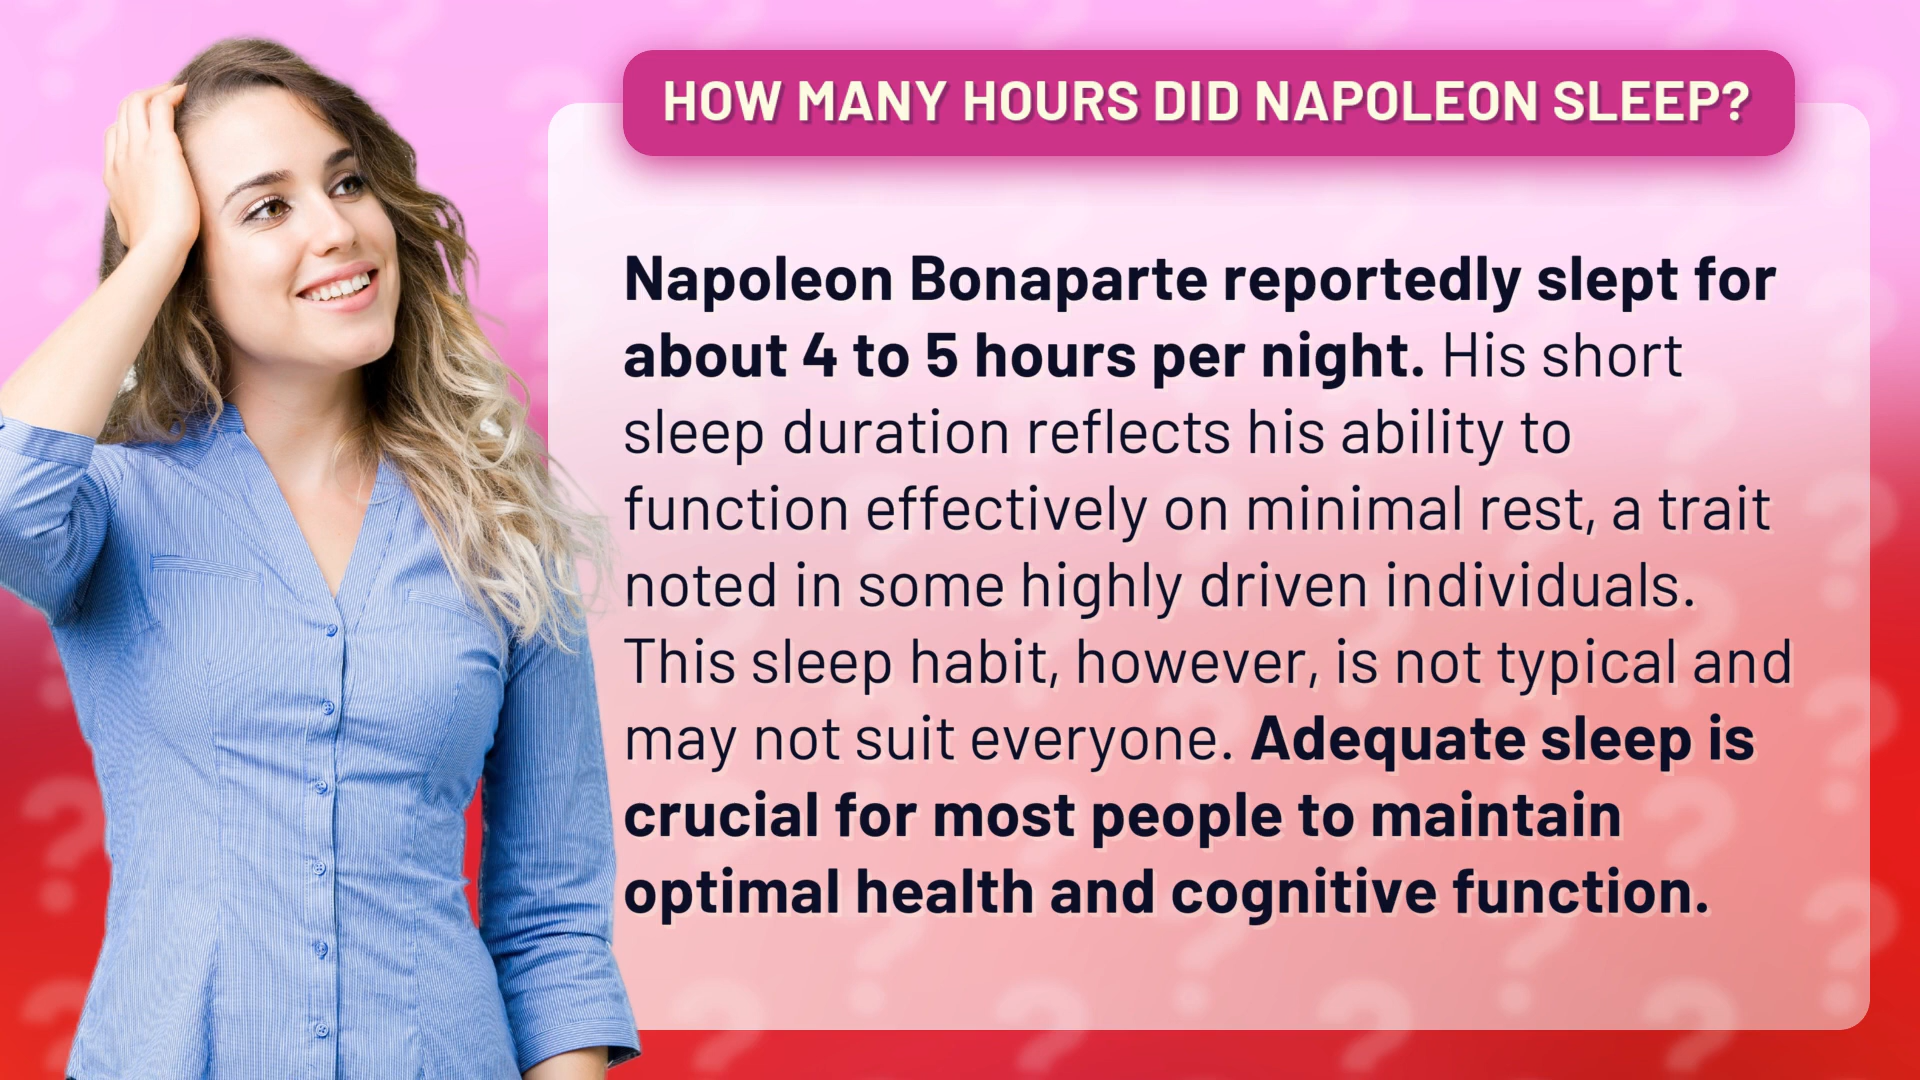 HOW MANY HOURS DID NAPOLEON SLEEP?
Napoleon Bonaparte reportedly slept for
about 4 to 5 hours per night. His short
sleep duration reflects his ability to
function effectively on minimal rest, a trait
noted in some highly driven individuals.
This sleep habit, however, is not typical and
may not suit everyone. Adequate sleep is
crucial for most people to maintain
optimal health and cognitive function.